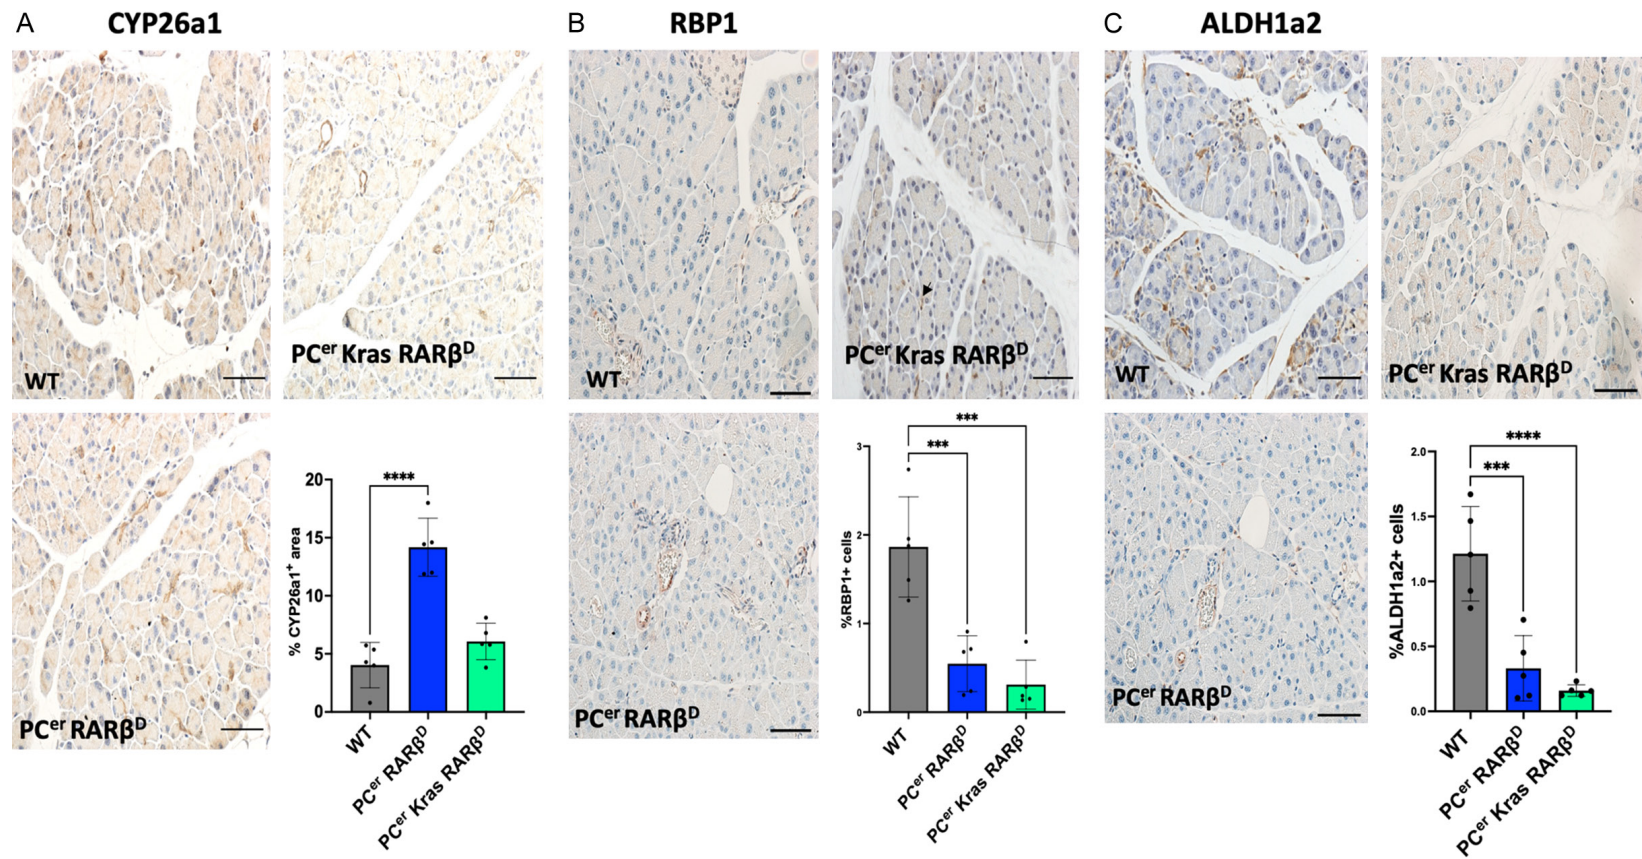 A
CYP26a1
B
RBP1
C
ALDH1a2
WT
PCᵉʳ Kras RARβᴰ
WT
PCᵉʳ Kras RARβᴰ
WT
PCᵉʳ Kras RARβᴰ
PCᵉʳ RARβᴰ
% CYP26a1⁺ area
20
15
10
5
0
****
WT
PCᵉʳ RARβᴰ
PCᵉʳ Kras RARβᴰ
PCᵉʳ RARβᴰ
%RBP1+ cells
3
2
1
0
***
***
WT
PCᵉʳ RARβᴰ
PCᵉʳ Kras RARβᴰ
PCᵉʳ RARβᴰ
%ALDH1a2+ cells
2.0
1.5
1.0
0.5
0.0
****
***
WT
PCᵉʳ RARβᴰ
PCᵉʳ Kras RARβᴰ